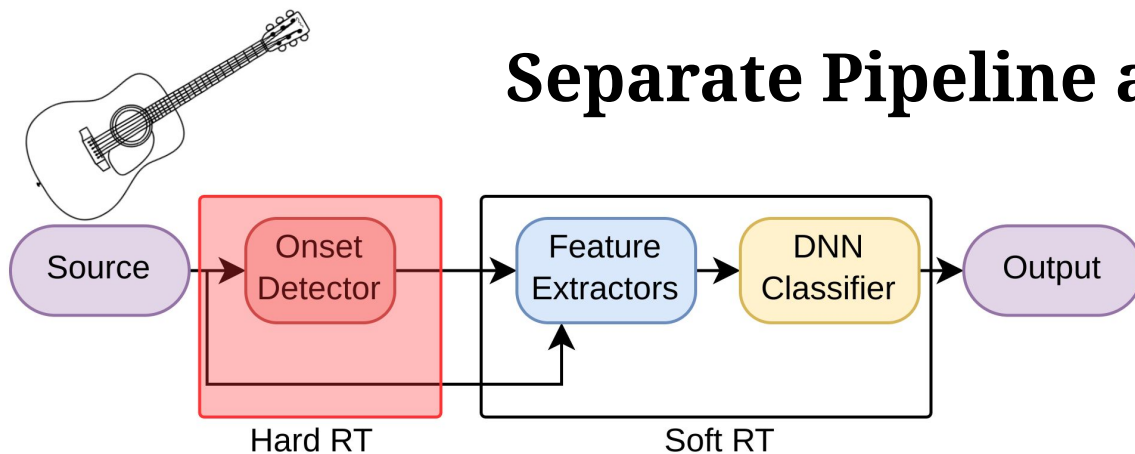 Separate Pipeline a
Source
Onset
Detector
Feature
Extractors
DNN
Classifier
Output
Hard RT
Soft RT